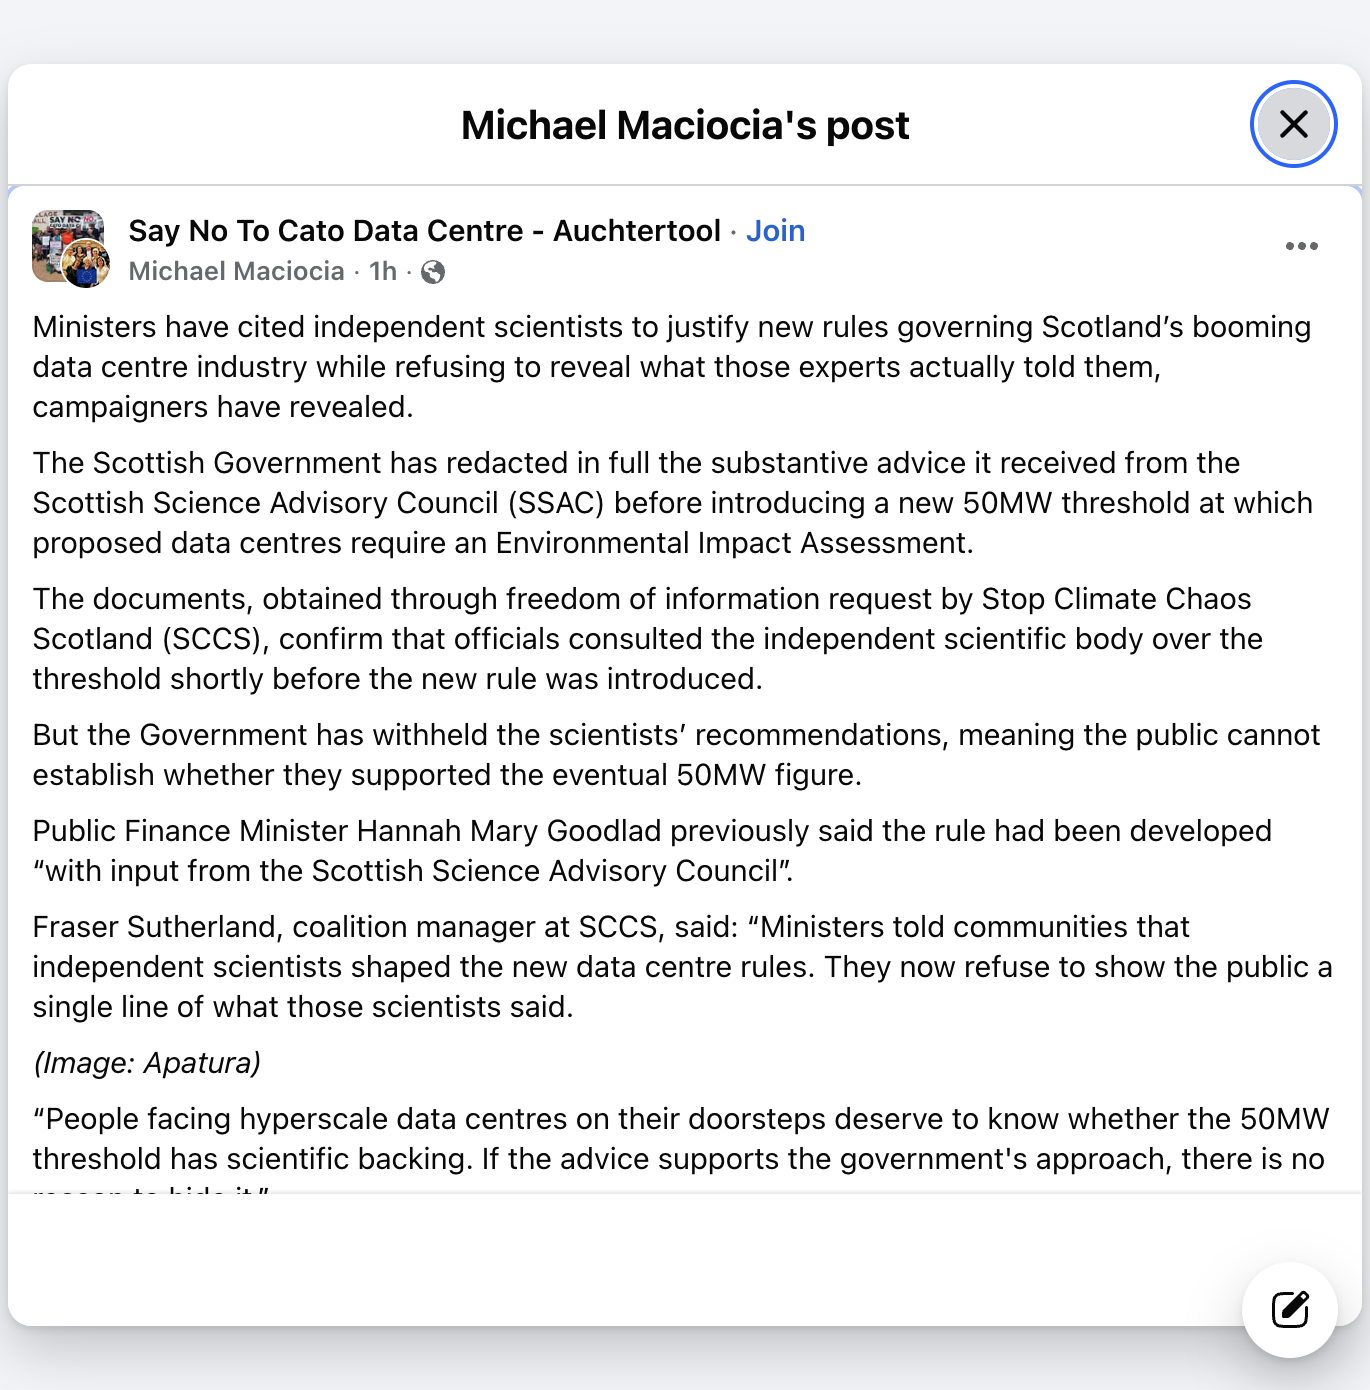 Michael Maciocia's post
Say No To Cato Data Centre - Auchtertool · Join
Michael Maciocia · 1h ·
Ministers have cited independent scientists to justify new rules governing Scotland’s booming
data centre industry while refusing to reveal what those experts actually told them,
campaigners have revealed.
The Scottish Government has redacted in full the substantive advice it received from the
Scottish Science Advisory Council (SSAC) before introducing a new 50MW threshold at which
proposed data centres require an Environmental Impact Assessment.
The documents, obtained through freedom of information request by Stop Climate Chaos
Scotland (SCCS), confirm that officials consulted the independent scientific body over the
threshold shortly before the new rule was introduced.
But the Government has withheld the scientists’ recommendations, meaning the public cannot
establish whether they supported the eventual 50MW figure.
Public Finance Minister Hannah Mary Goodlad previously said the rule had been developed
“with input from the Scottish Science Advisory Council”.
Fraser Sutherland, coalition manager at SCCS, said: “Ministers told communities that
independent scientists shaped the new data centre rules. They now refuse to show the public a
single line of what those scientists said.
(Image: Apatura)
“People facing hyperscale data centres on their doorsteps deserve to know whether the 50MW
threshold has scientific backing. If the advice supports the government's approach, there is no